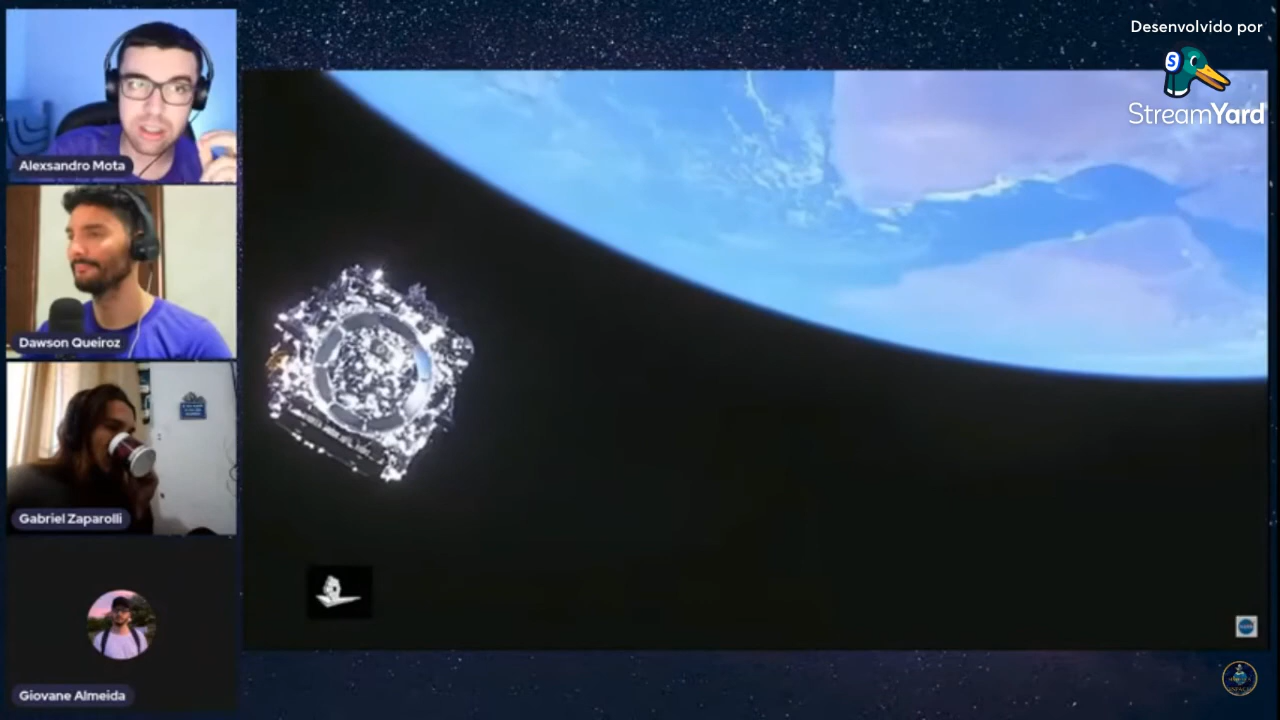 Desenvolvido por
S
StreamYard
Alexsandro Mota
Dawson Queiroz
Gabriel Zaparolli
Giovane Almeida